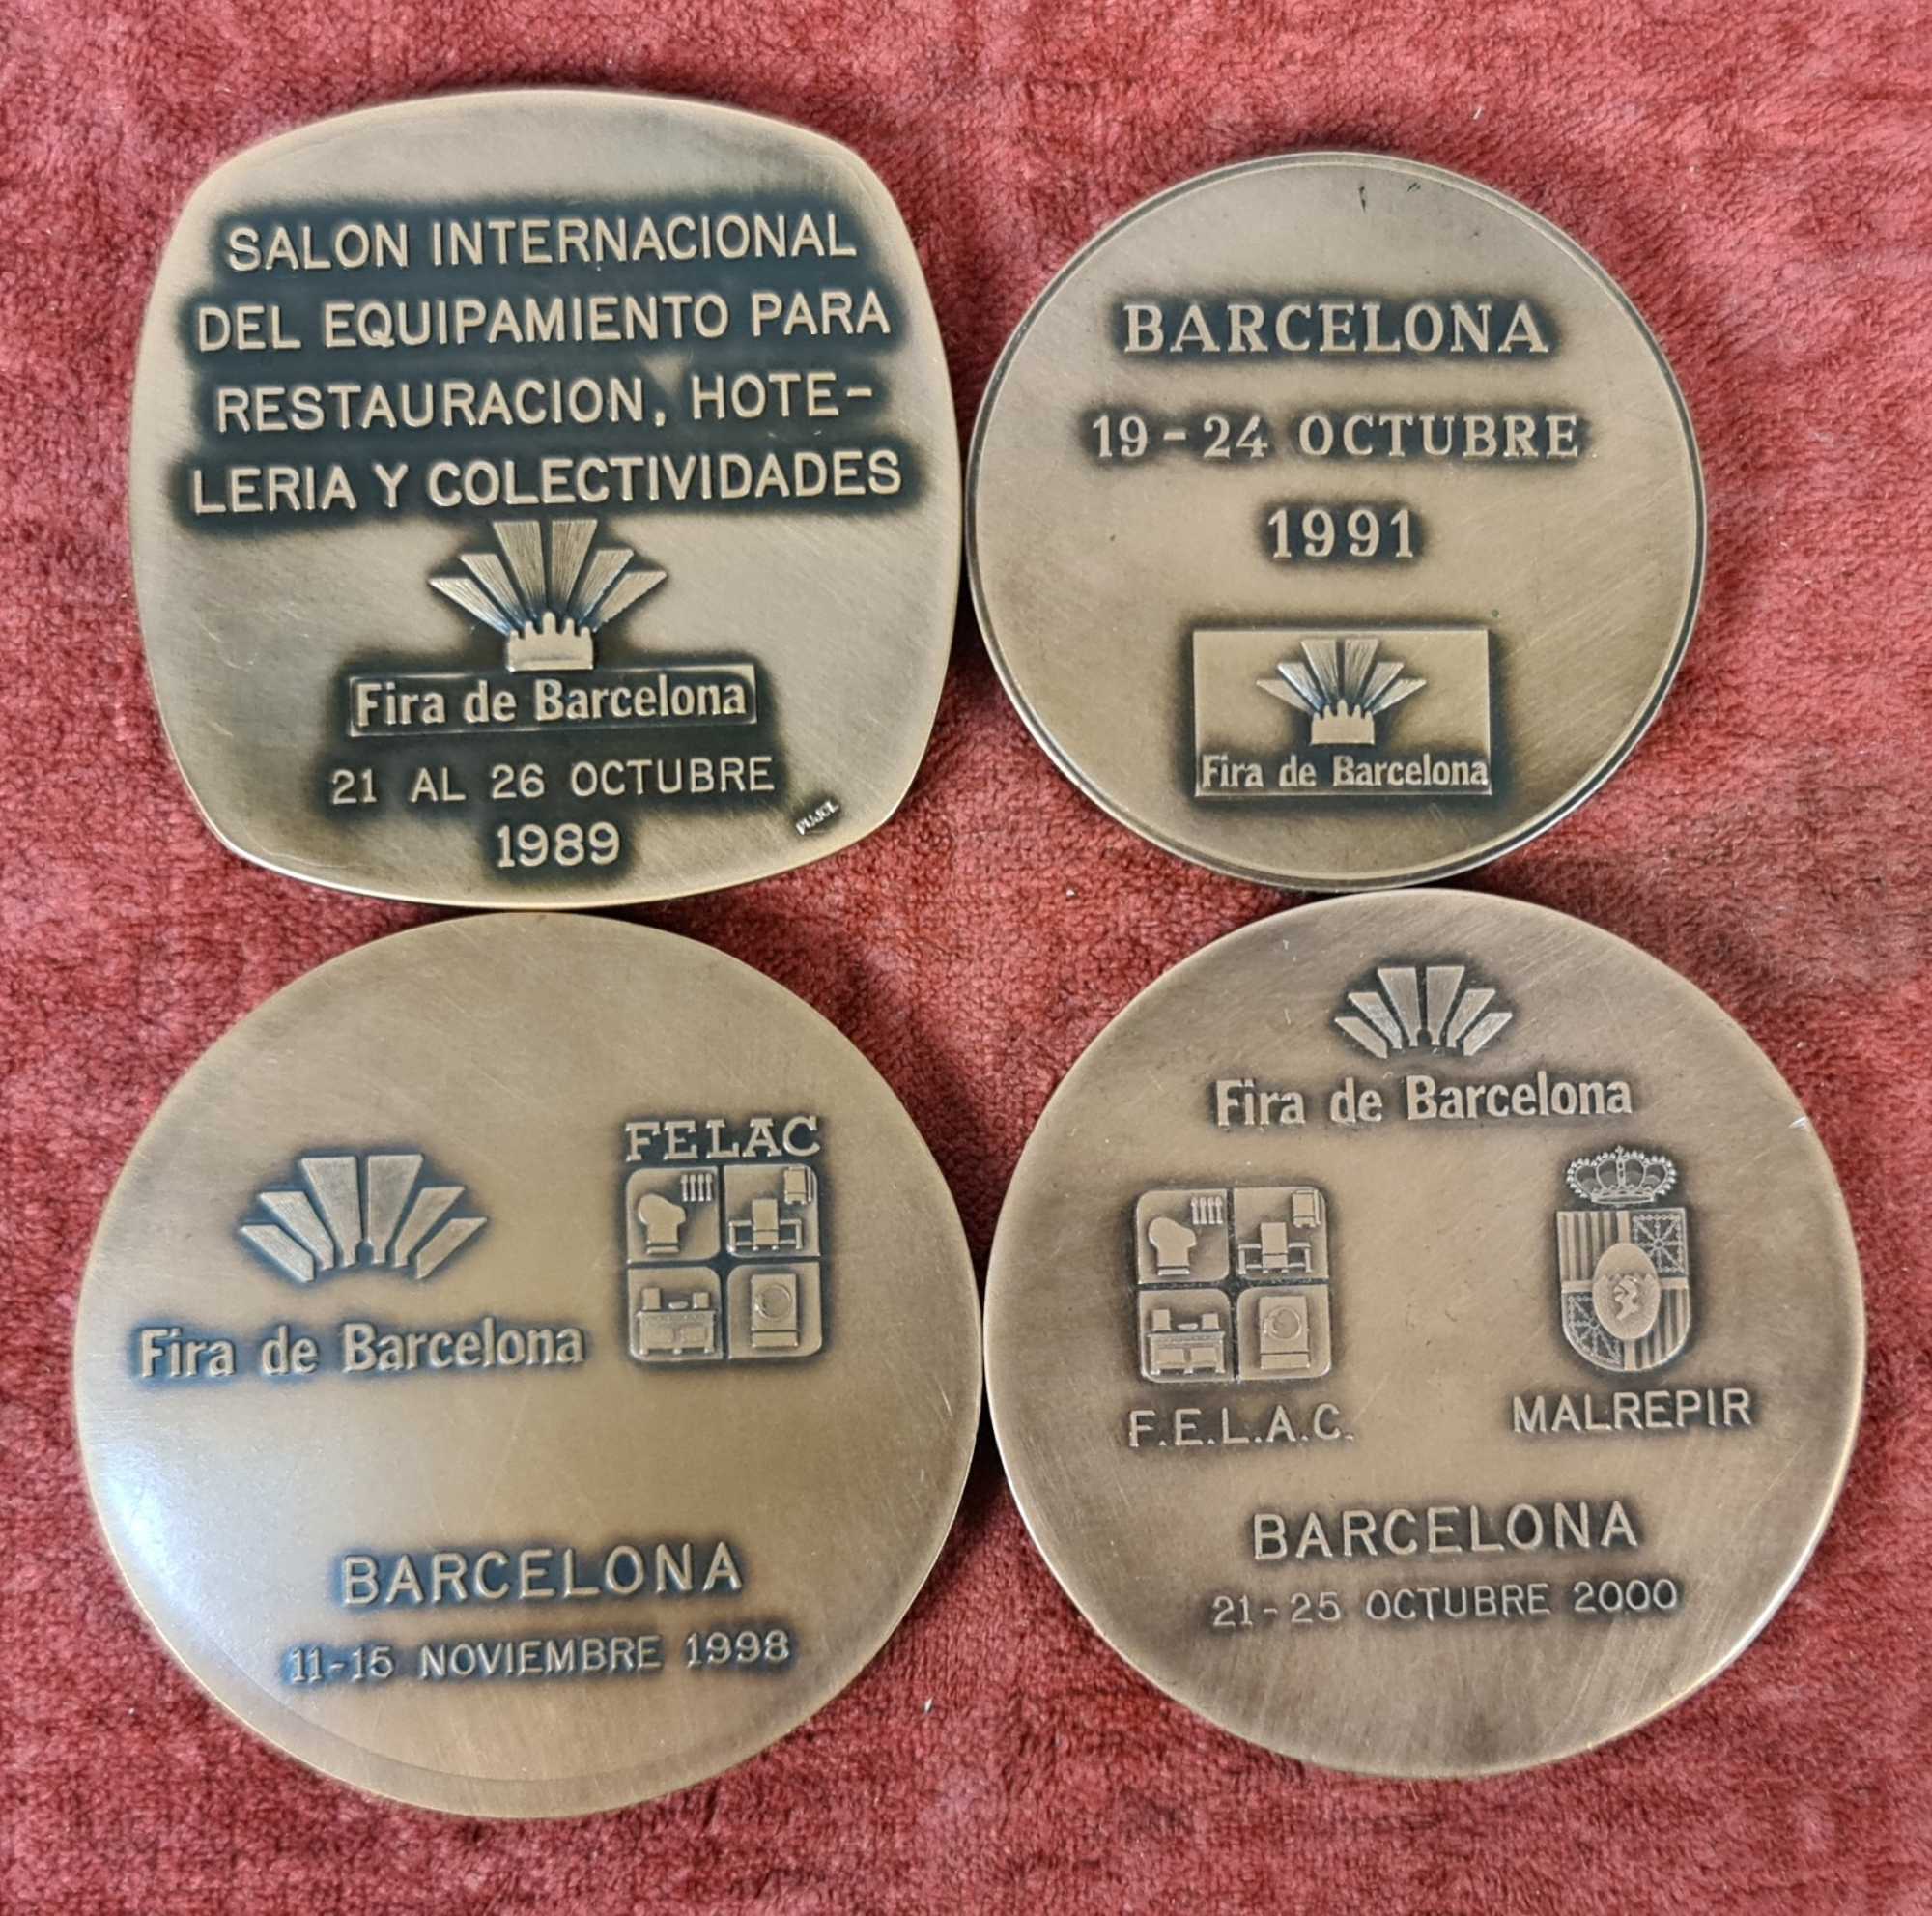 SALON INTERNACIONAL
DEL EQUIPAMIENTO PARA
RESTAURACION, HOTE-
LERIA Y COLECTIVIDADES
Fira de Barcelona
21 AL 26 OCTUBRE
1989
PUJOL
BARCELONA
19-24 OCTUBRE
1991
Fira de Barcelona
FELAC
Fira de Barcelona
BARCELONA
11-15 NOVIEMBRE 1998
Fira de Barcelona
F.E.L.A.C.
MALREPIR
BARCELONA
21-25 OCTUBRE 2000